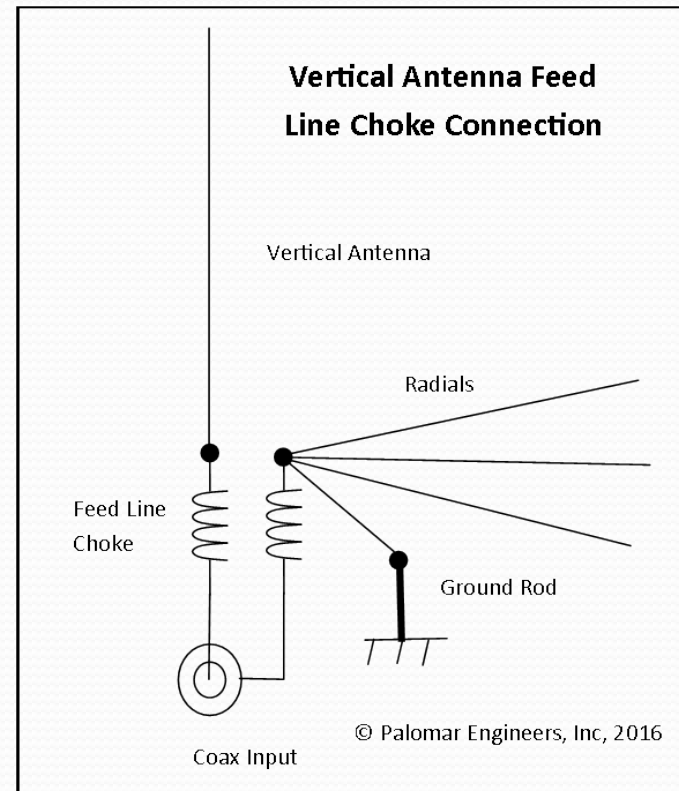 Vertical Antenna Feed
Line Choke Connection
Vertical Antenna
Radials
Feed Line
Choke
Ground Rod
© Palomar Engineers, Inc, 2016
Coax Input